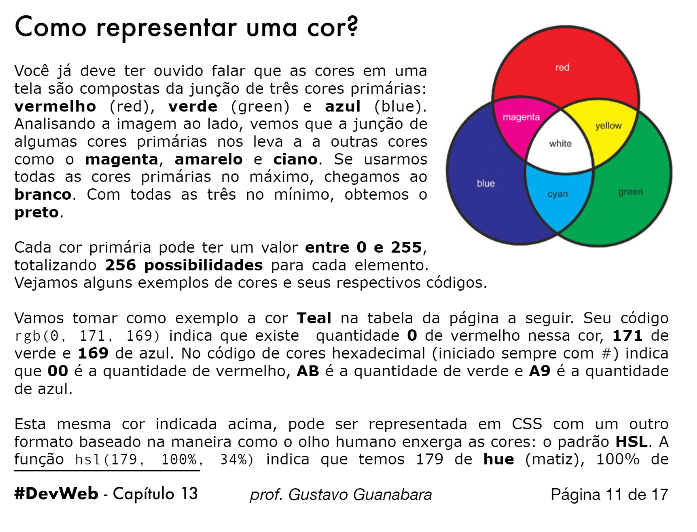 Como representar uma cor?
Você já deve ter ouvido falar que as cores em uma
tela são compostas da junção de três cores primárias:
vermelho (red), verde (green) e azul (blue).
Analisando a imagem ao lado, vemos que a junção de
algumas cores primárias nos leva a a outras cores
como o magenta, amarelo e ciano. Se usarmos
todas as cores primárias no máximo, chegamos ao
branco. Com todas as três no mínimo, obtemos o
preto.
red
magenta
yellow
white
blue
cyan
green
Cada cor primária pode ter um valor entre 0 e 255,
totalizando 256 possibilidades para cada elemento.
Vejamos alguns exemplos de cores e seus respectivos códigos.
Vamos tomar como exemplo a cor Teal na tabela da página a seguir. Seu código
rgb(0, 171, 169) indica que existe quantidade 0 de vermelho nessa cor, 171 de
verde e 169 de azul. No código de cores hexadecimal (iniciado sempre com #) indica
que 00 é a quantidade de vermelho, AB é a quantidade de verde e A9 é a quantidade
de azul.
Esta mesma cor indicada acima, pode ser representada em CSS com um outro
formato baseado na maneira como o olho humano enxerga as cores: o padrão HSL. A
função hsl(179, 100%, 34%) indica que temos 179 de hue (matiz), 100% de
#DevWeb - Capítulo 13 prof. Gustavo Guanabara Página 11 de 17